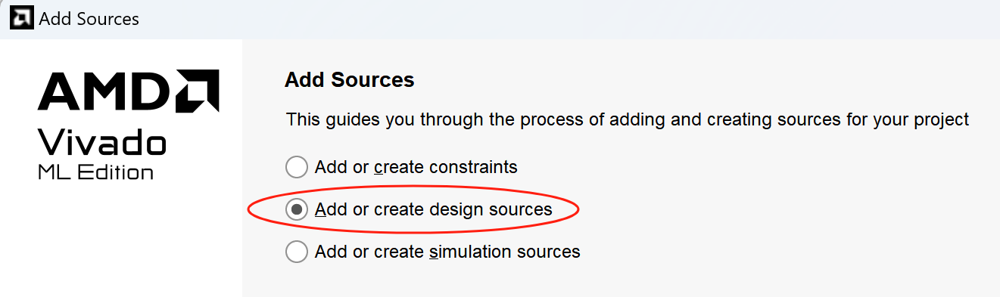 Add Sources
AMD
Vivado
ML Edition
Add Sources
This guides you through the process of adding and creating sources for your project
Add or create constraints
Add or create design sources
Add or create simulation sources